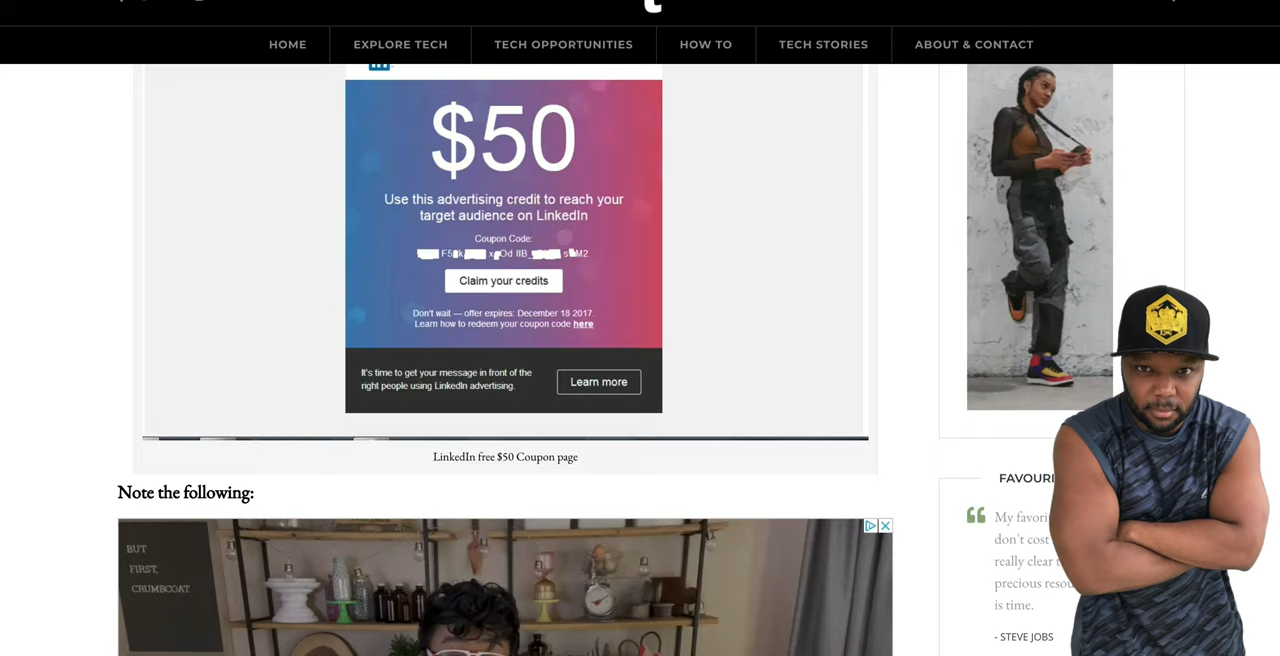 HOME
EXPLORE TECH
TECH OPPORTUNITIES
HOW TO
TECH STORIES
ABOUT & CONTACT
in
$50
Use this advertising credit to reach your
target audience on LinkedIn
Coupon Code:
Claim your credits
Don't wait — offer expires: December 18 2017.
Learn how to redeem your coupon code here
It's time to get your message in front of the
right people using LinkedIn advertising.
Learn more
LinkedIn free $50 Coupon page
Note the following:
BUT
FIRST,
CRUMBCOAT
FAVOURI
My favori
don't cost
really clear
precious
is time.
- STEVE JOBS